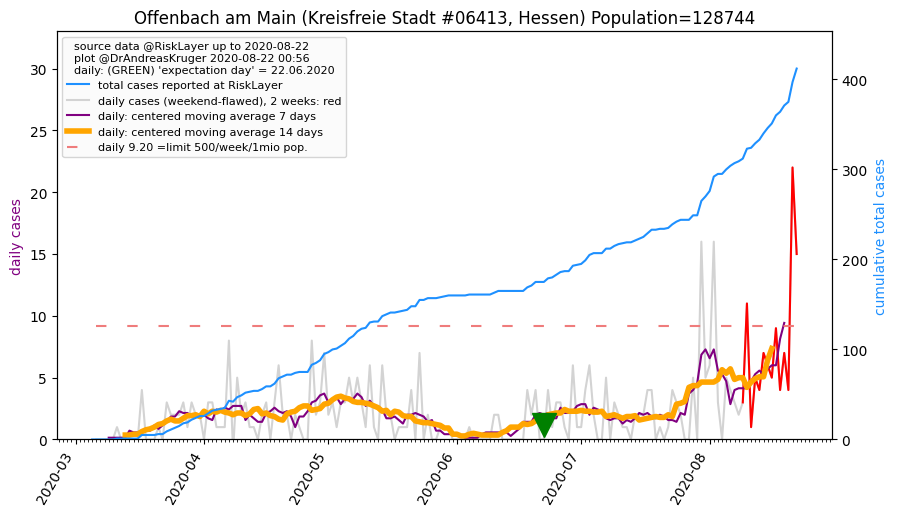 Offenbach am Main (Kreisfreie Stadt #06413, Hessen) Population=128744
source data @RiskLayer up to 2020-08-22
plot @DrAndreasKruger 2020-08-22 00:56
daily: (GREEN) 'expectation day' = 22.06.2020
total cases reported at RiskLayer
daily cases (weekend-flawed), 2 weeks: red
daily: centered moving average 7 days
daily: centered moving average 14 days
daily 9.20 =limit 500/week/1mio pop.
daily cases
30
25
20
15
10
5
0
cumulative total cases
400
300
200
100
0
2020-03
2020-04
2020-05
2020-06
2020-07
2020-08